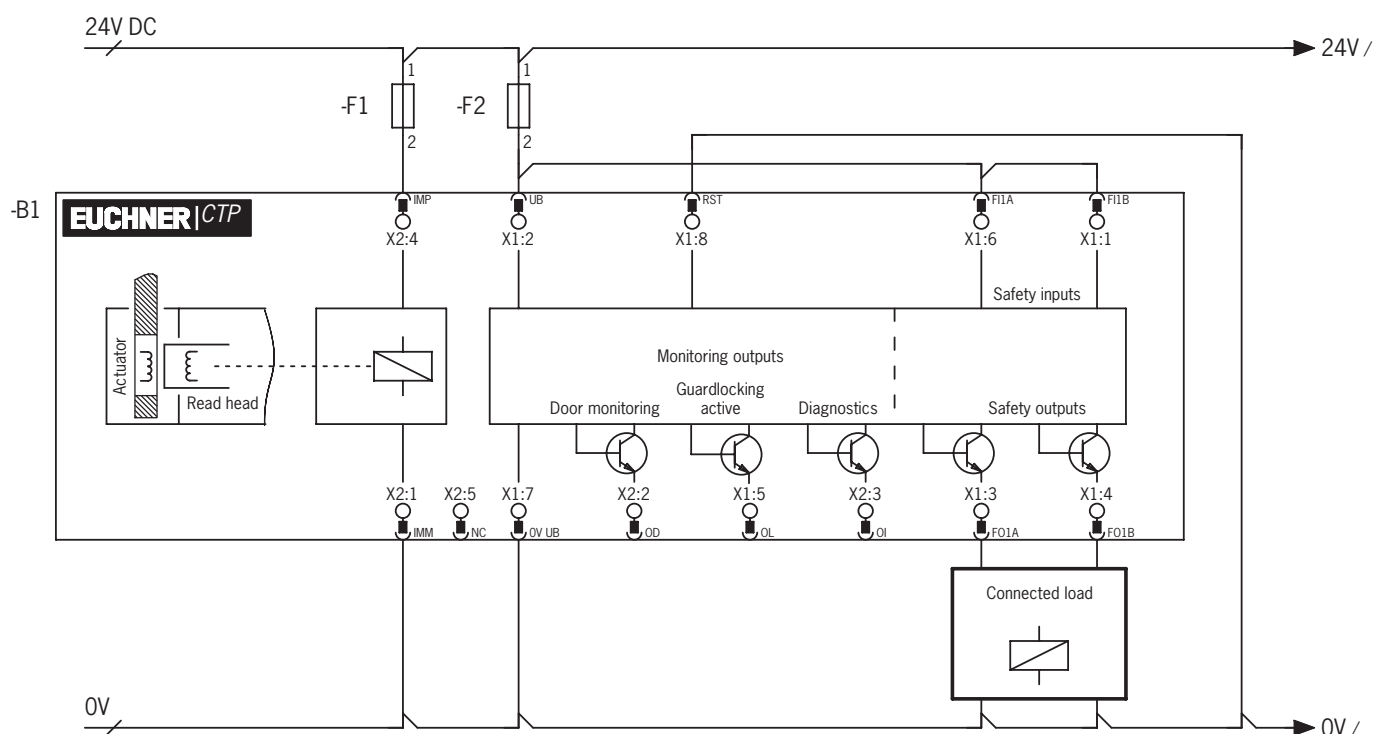 24V DC
24V /
1
1
-F1
-F2
2
2
-B1
EUCHNER|CTP
IMP
UB
RST
FI1A
FI1B
X2:4
X1:2
X1:8
X1:6
X1:1
Safety inputs
Actuator
Read head
Monitoring outputs
Door monitoring
Guardlocking
active
Diagnostics
Safety outputs
X2:1
X2:5
X1:7
X2:2
X1:5
X2:3
X1:3
X1:4
IMM
NC
0V UB
OD
OL
OI
FO1A
FO1B
Connected load
0V
0V /